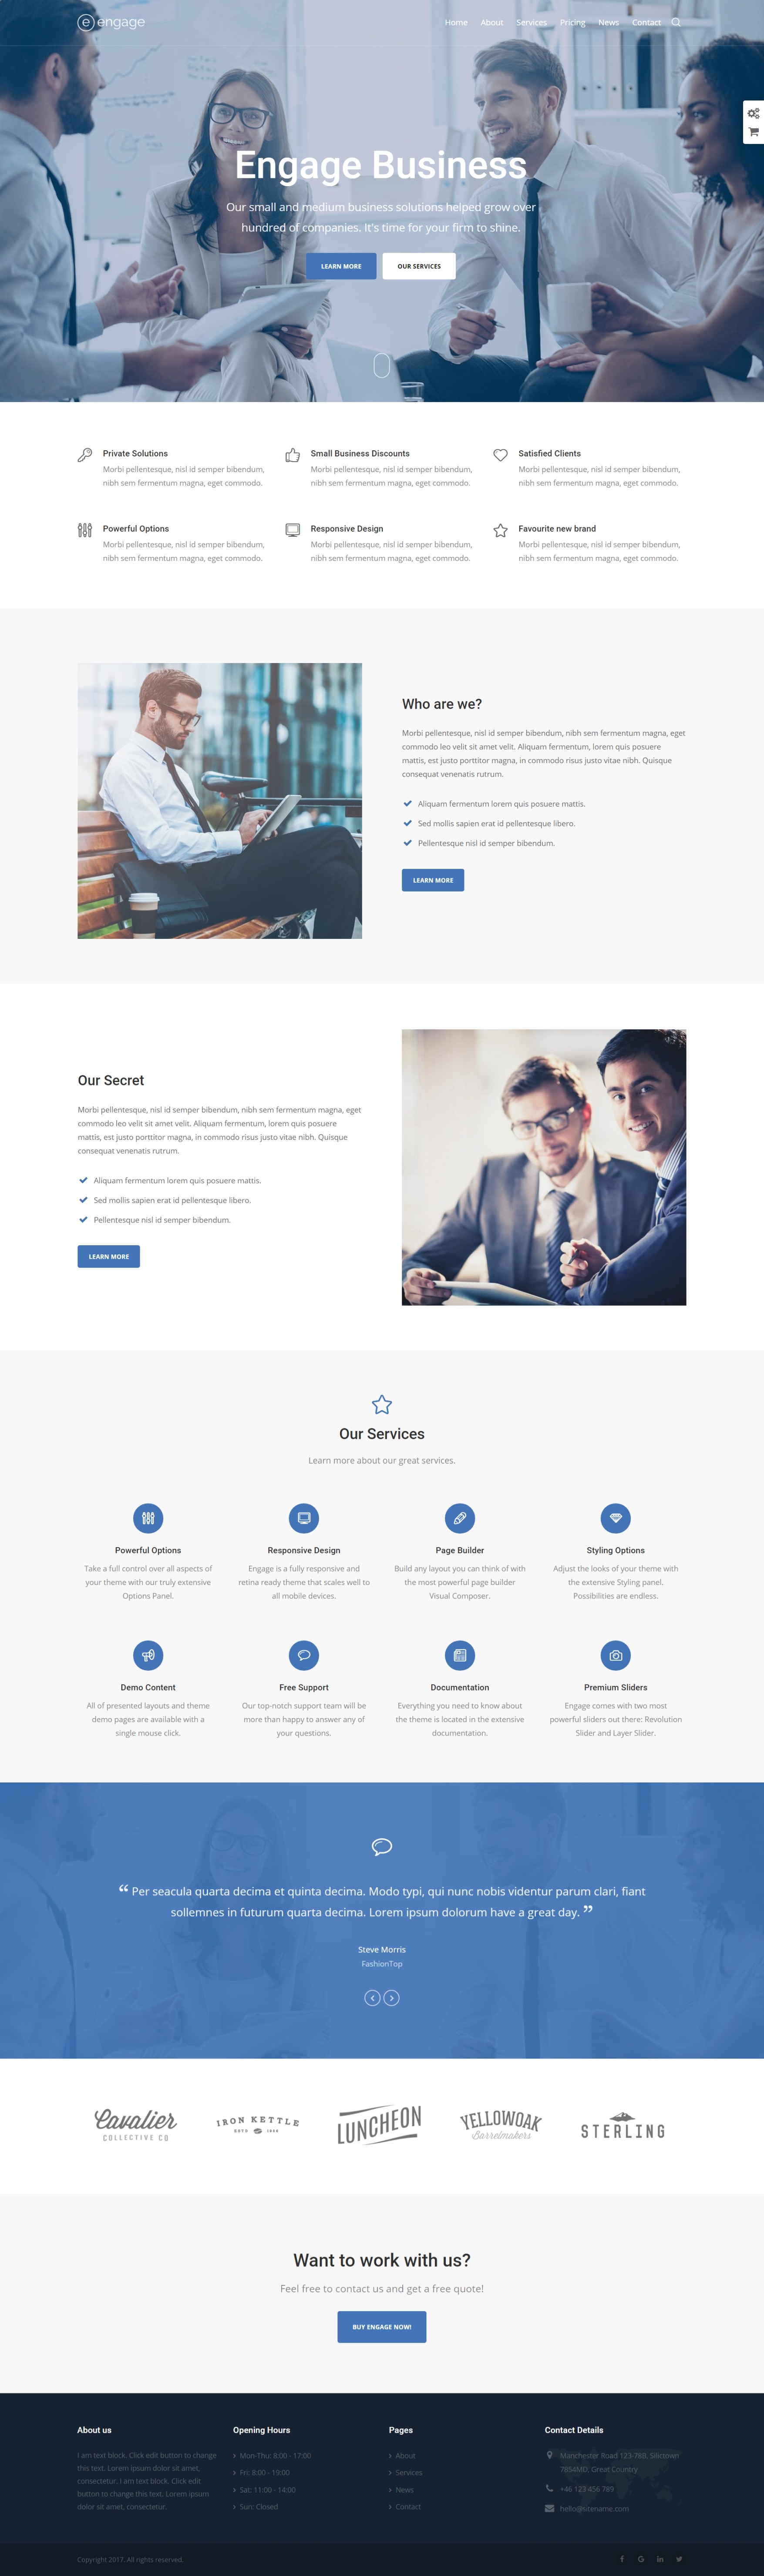 engage
Home About Services Pricing News Contact
Engage Business
Our small and medium business solutions helped grow over
hundred of companies. It's time for your firm to shine.
LEARN MORE OUR SERVICES
Private Solutions
Morbi pellentesque, nisl id semper bibendum,
nibh sem fermentum magna, eget commodo.
Small Business Discounts
Morbi pellentesque, nisl id semper bibendum,
nibh sem fermentum magna, eget commodo.
Satisfied Clients
Morbi pellentesque, nisl id semper bibendum,
nibh sem fermentum magna, eget commodo.
Powerful Options
Morbi pellentesque, nisl id semper bibendum,
nibh sem fermentum magna, eget commodo.
Responsive Design
Morbi pellentesque, nisl id semper bibendum,
nibh sem fermentum magna, eget commodo.
Favourite new brand
Morbi pellentesque, nisl id semper bibendum,
nibh sem fermentum magna, eget commodo.
Who are we?
Morbi pellentesque, nisl id semper bibendum, nibh sem fermentum magna, eget
commodo leo velit sit amet velit. Aliquam fermentum, lorem quis posuere
mattis, est justo porttitor magna, in commodo risus justo vitae nibh. Quisque
consequat venenatis rutrum.
Aliquam fermentum lorem quis posuere mattis.
Sed mollis sapien erat id pellentesque libero.
Pellentesque nisl id semper bibendum.
LEARN MORE
Our Secret
Morbi pellentesque, nisl id semper bibendum, nibh sem fermentum magna, eget
commodo leo velit sit amet velit. Aliquam fermentum, lorem quis posuere
mattis, est justo porttitor magna, in commodo risus justo vitae nibh. Quisque
consequat venenatis rutrum.
Aliquam fermentum lorem quis posuere mattis.
Sed mollis sapien erat id pellentesque libero.
Pellentesque nisl id semper bibendum.
LEARN MORE
Our Services
Learn more about our great services.
Powerful Options
Take a full control over all aspects of
your theme with our truly extensive
Options Panel.
Responsive Design
Engage is a fully responsive and
retina ready theme that scales well to
all mobile devices.
Page Builder
Build any layout you can think of with
the most powerful page builder
Visual Composer.
Styling Options
Adjust the looks of your theme with
the extensive Styling panel.
Possibilities are endless.
Demo Content
All of presented layouts and theme
demo pages are available with a
single mouse click.
Free Support
Our top-notch support team will be
more than happy to answer any of
your questions.
Documentation
Everything you need to know about
the theme is located in the extensive
documentation.
Premium Sliders
Engage comes with two most
powerful sliders out there: Revolution
Slider and Layer Slider.
“ Per seacula quarta decima et quinta decima. Modo typi, qui nunc nobis videntur parum clari, fiant
sollemnes in futurum quarta decima. Lorem ipsum dolorum have a great day. ”
Steve Morris
FashionTop
Cavalier
COLLECTIVE CO
IRON KETTLE
ESTD
LUNCHEON
YELLOWOAK
Barrelmakers
STERLING
Want to work with us?
Feel free to contact us and get a free quote!
BUY ENGAGE NOW!
About us
I am text block. Click edit button to change
this text. Lorem ipsum dolor sit amet,
consectetur. I am text block. Click edit
button to change this text. Lorem ipsum
dolor sit amet, consectetur.
Opening Hours
Mon-Thu: 8:00 - 17:00
Fri: 8:00 - 19:00
Sat: 11:00 - 14:00
Sun: Closed
Pages
About
Services
News
Contact
Contact Details
Manchester Road 123-78B, Silictown
7854MD, Great Country
+46 123 456 789
hello@sitename.com
Copyright 2017. All rights reserved.